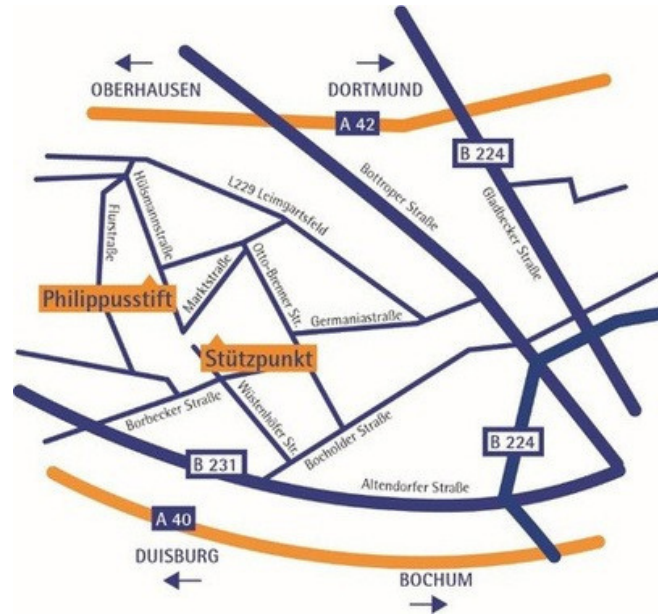 OBERHAUSEN
DORTMUND
A 42
B 224
L229 Leimgartsfeld
Bottroper Straße
Gladbecker Straße
Hülsmannstraße
Flurstraße
Philippusstift
Marktstraße
Otto-Brenner Str.
Germaniastraße
Stützpunkt
Borbecker Straße
Wüstenhöfer Str.
Bocholder Straße
B 224
B 231
Altendorfer Straße
A 40
DUISBURG
BOCHUM